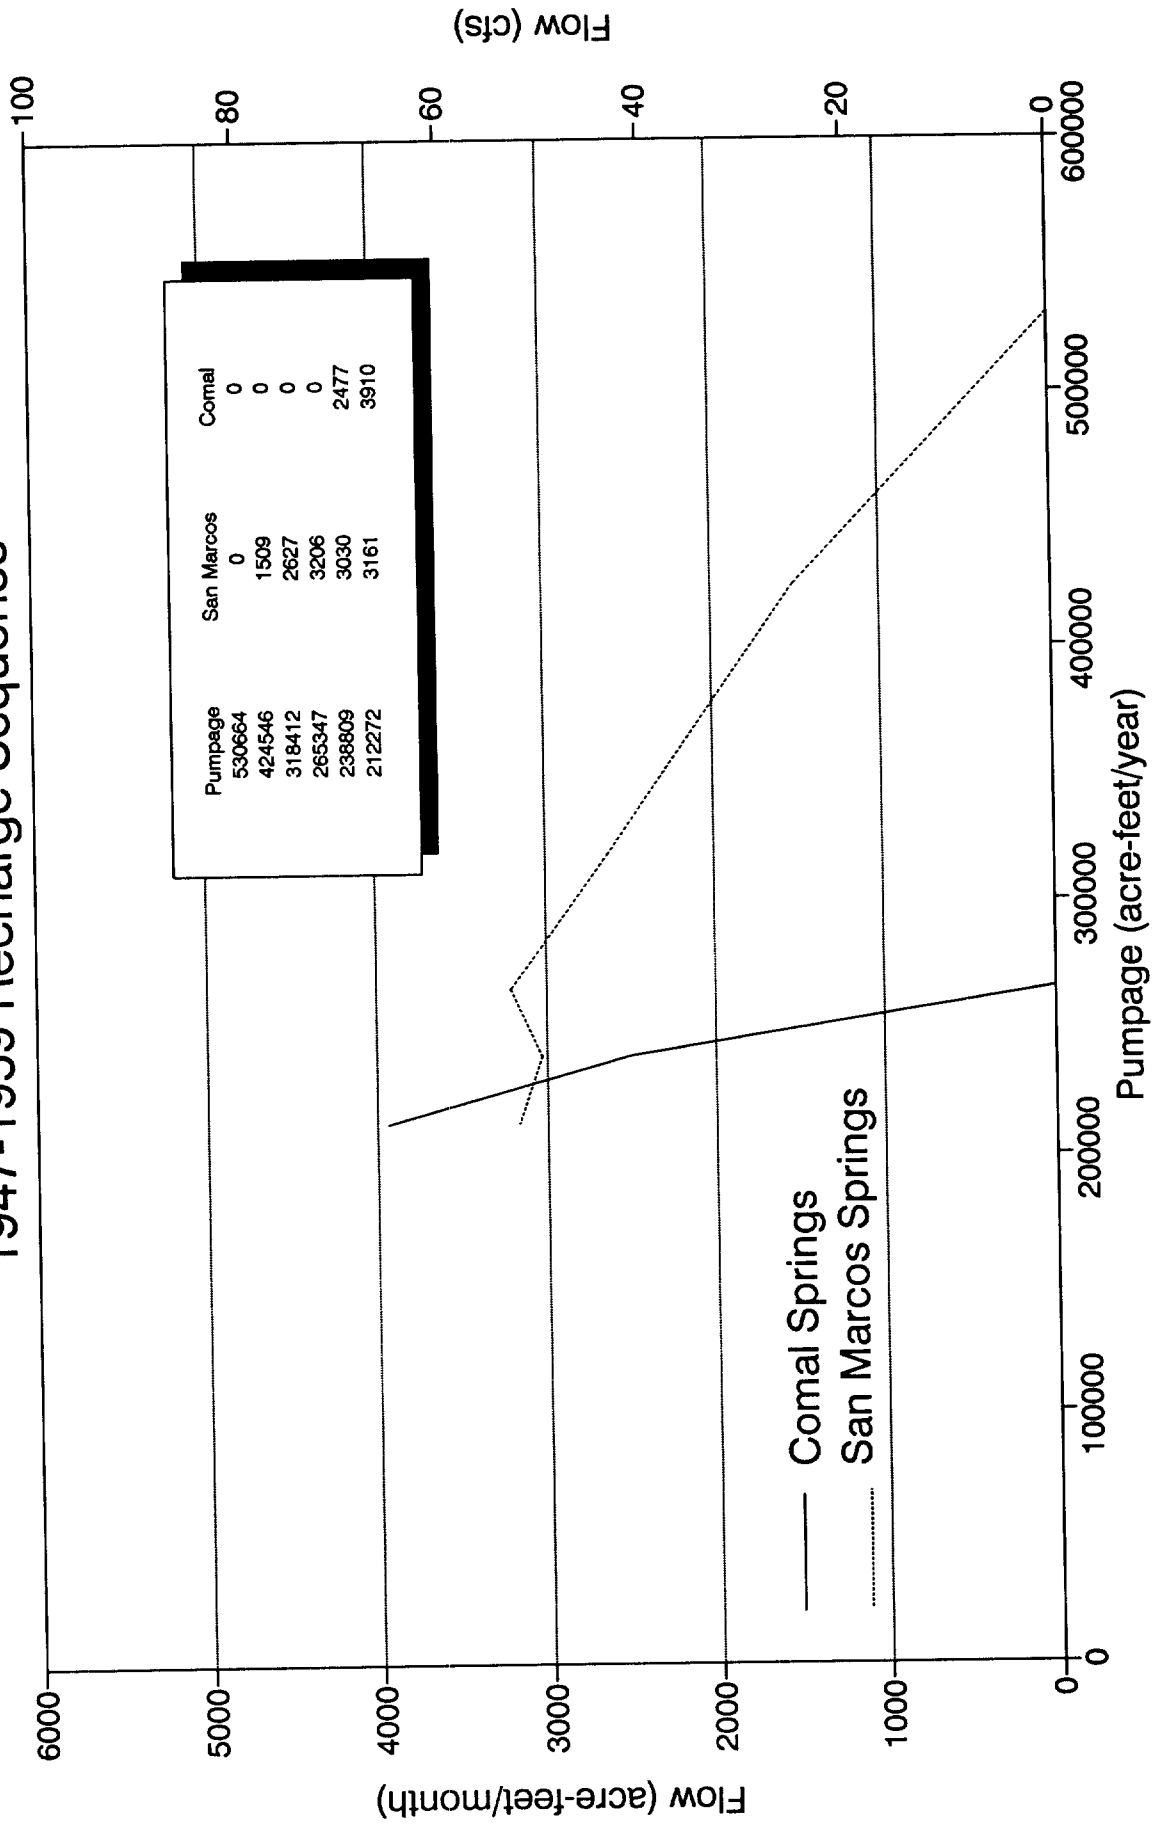 1947-1959 Recharge Sequence
Flow (acre-feet/month)
6000
5000
4000
3000
2000
1000
0
Flow (cfs)
100
80
60
40
20
0
Pumpage San Marcos Comal
530664 0 0
424546 1509 0
318412 2627 0
265347 3206 0
238809 3030 2477
212272 3161 3910
Comal Springs
San Marcos Springs
0 100000 200000 300000 400000 500000 600000
Pumpage (acre-feet/year)